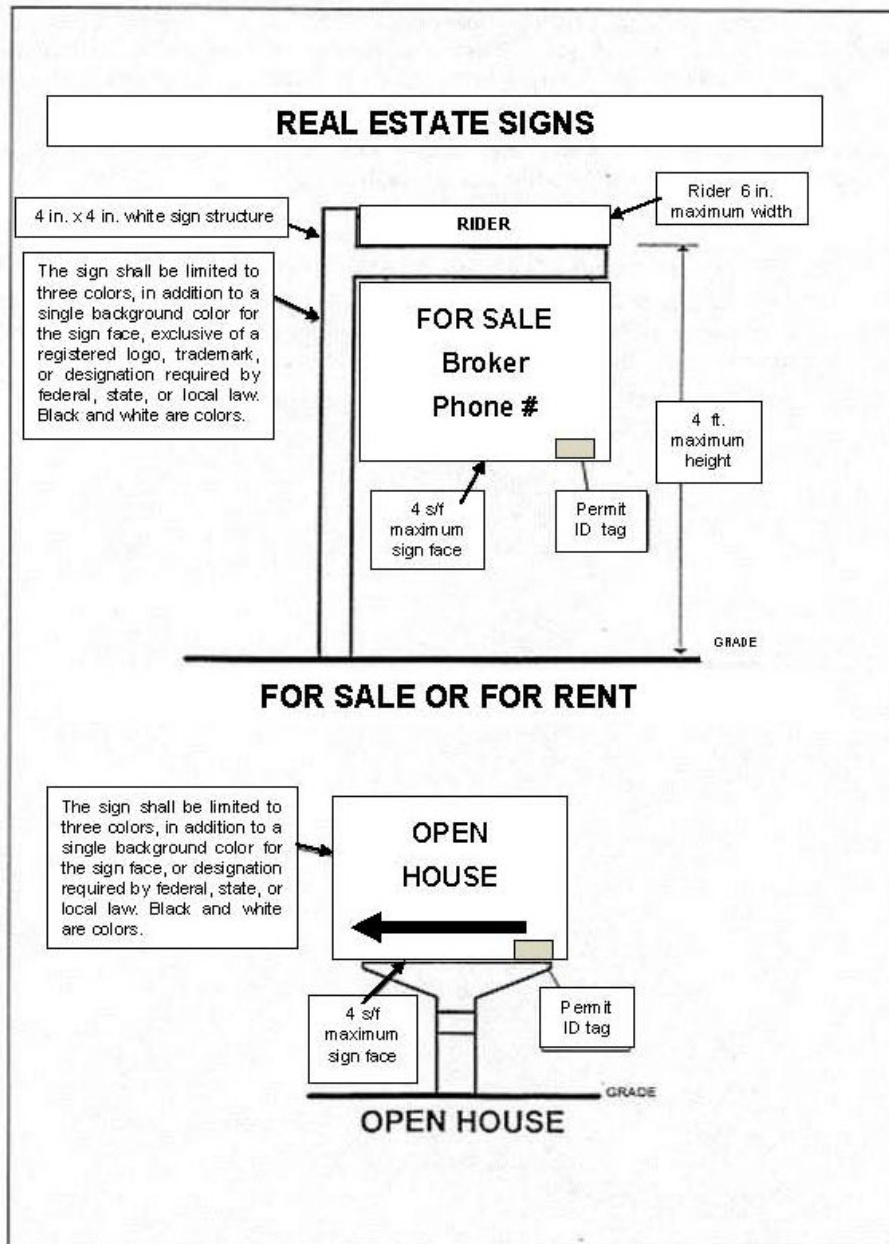 REAL ESTATE SIGNS
4 in. x 4 in. white sign structure
RIDER
Rider 6 in.
maximum width
The sign shall be limited to
three colors, in addition to a
single background color for
the sign face, exclusive of a
registered logo, trademark,
or designation required by
federal, state, or local law.
Black and white are colors.
FOR SALE
Broker
Phone #
4 ft.
maximum
height
4 s/f
maximum
sign face
Permit
ID tag
GRADE
FOR SALE OR FOR RENT
The sign shall be limited to
three colors, in addition to a
single background color for
the sign face, or designation
required by federal, state, or
local law. Black and white
are colors.
OPEN
HOUSE
4 s/f
maximum
sign face
Permit
ID tag
GRADE
OPEN HOUSE